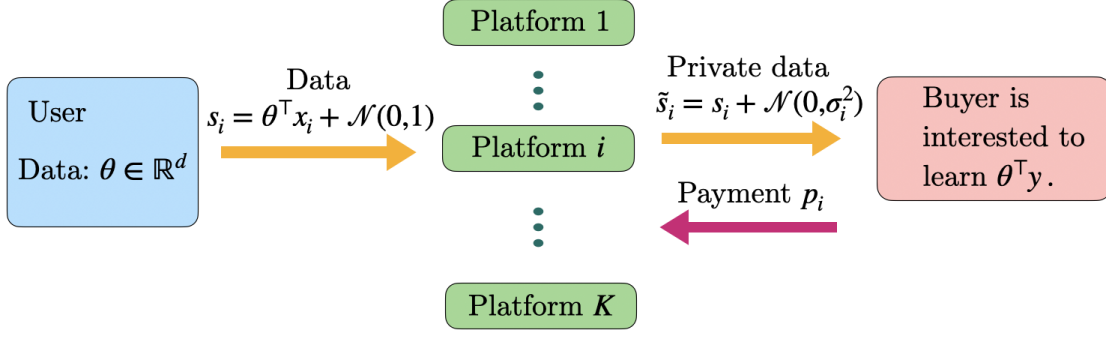 Platform 1
User
Data: θ ∈ ℝ^d
Data
s_i = θ^⊤ x_i + 𝒩(0,1)
Platform i
Private data
s̃_i = s_i + 𝒩(0,σ_i^2)
Payment p_i
Buyer is
interested to
learn θ^⊤ y .
Platform K